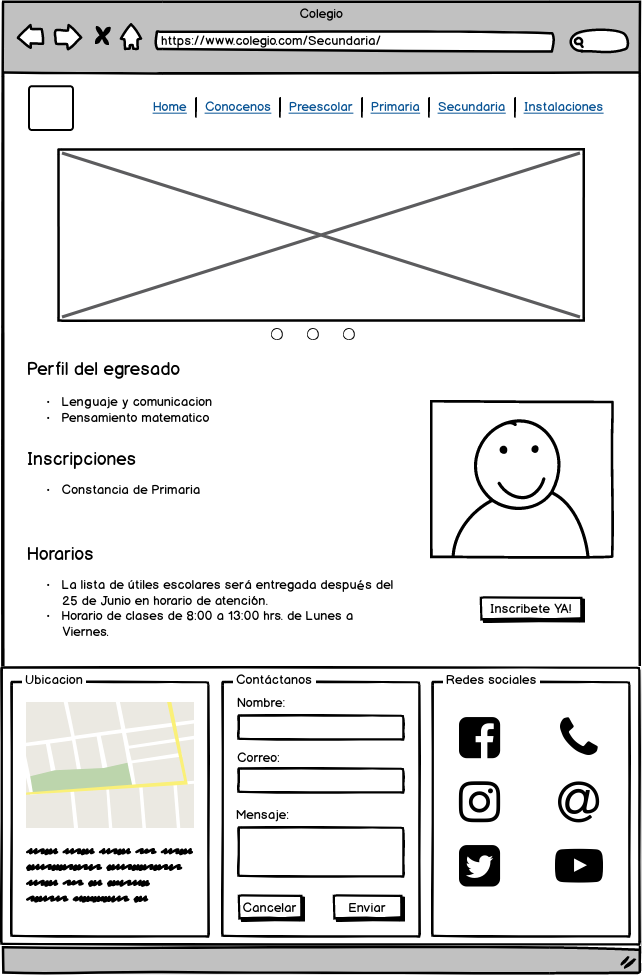 Colegio
https://www.colegio.com/Secundaria/
Home | Conocenos | Preescolar | Primaria | Secundaria | Instalaciones
Perfil del egresado
· Lenguaje y comunicacion
· Pensamiento matematico
Inscripciones
· Constancia de Primaria
Horarios
· La lista de útiles escolares será entregada después del
25 de Junio en horario de atención.
· Horario de clases de 8:00 a 13:00 hrs. de Lunes a
Viernes.
Inscribete YA!
Ubicacion
Contáctanos
Nombre:
Correo:
Mensaje:
Cancelar
Enviar
Redes sociales